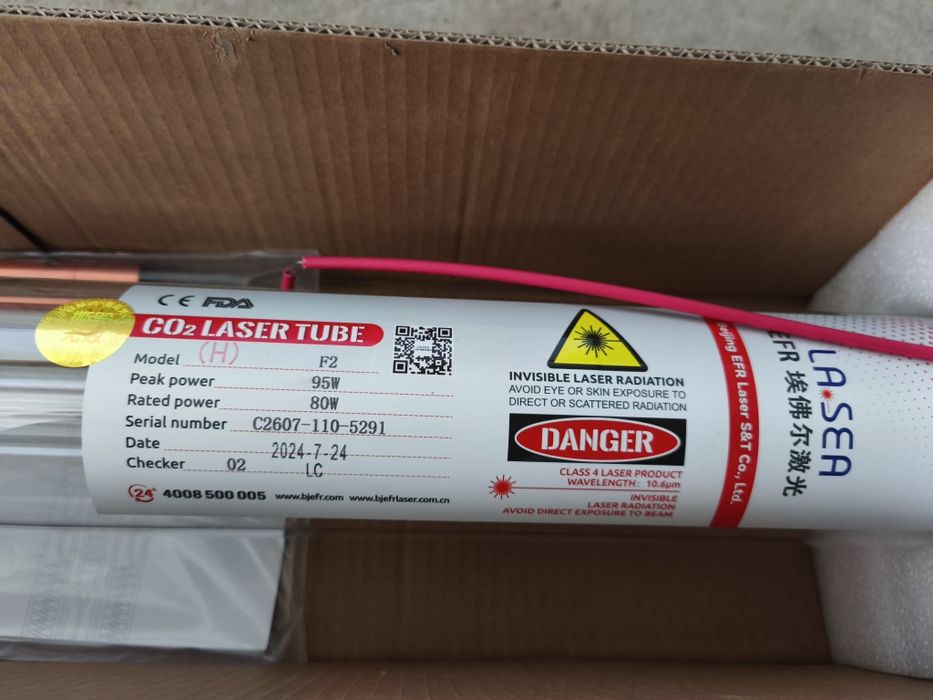 CE FDA
CO2 LASER TUBE
(H)
Model F2
Peak power 95W
Rated power 80W
Serial number C2607-110-5291
Date 2024-7-24
Checker 02 LC
24 4008 500 005 www.bjefr.com www.bjefrlaser.com.cn
INVISIBLE LASER RADIATION
AVOID EYE OR SKIN EXPOSURE TO
DIRECT OR SCATTERED RADIATION
DANGER
CLASS 4 LASER PRODUCT
WAVELENGTH: 10.6μm
INVISIBLE
LASER RADIATION
AVOID DIRECT EXPOSURE TO BEAM
Beijing EFR Laser S&T Co., Ltd.
EFR 埃佛尔激光
LASEA